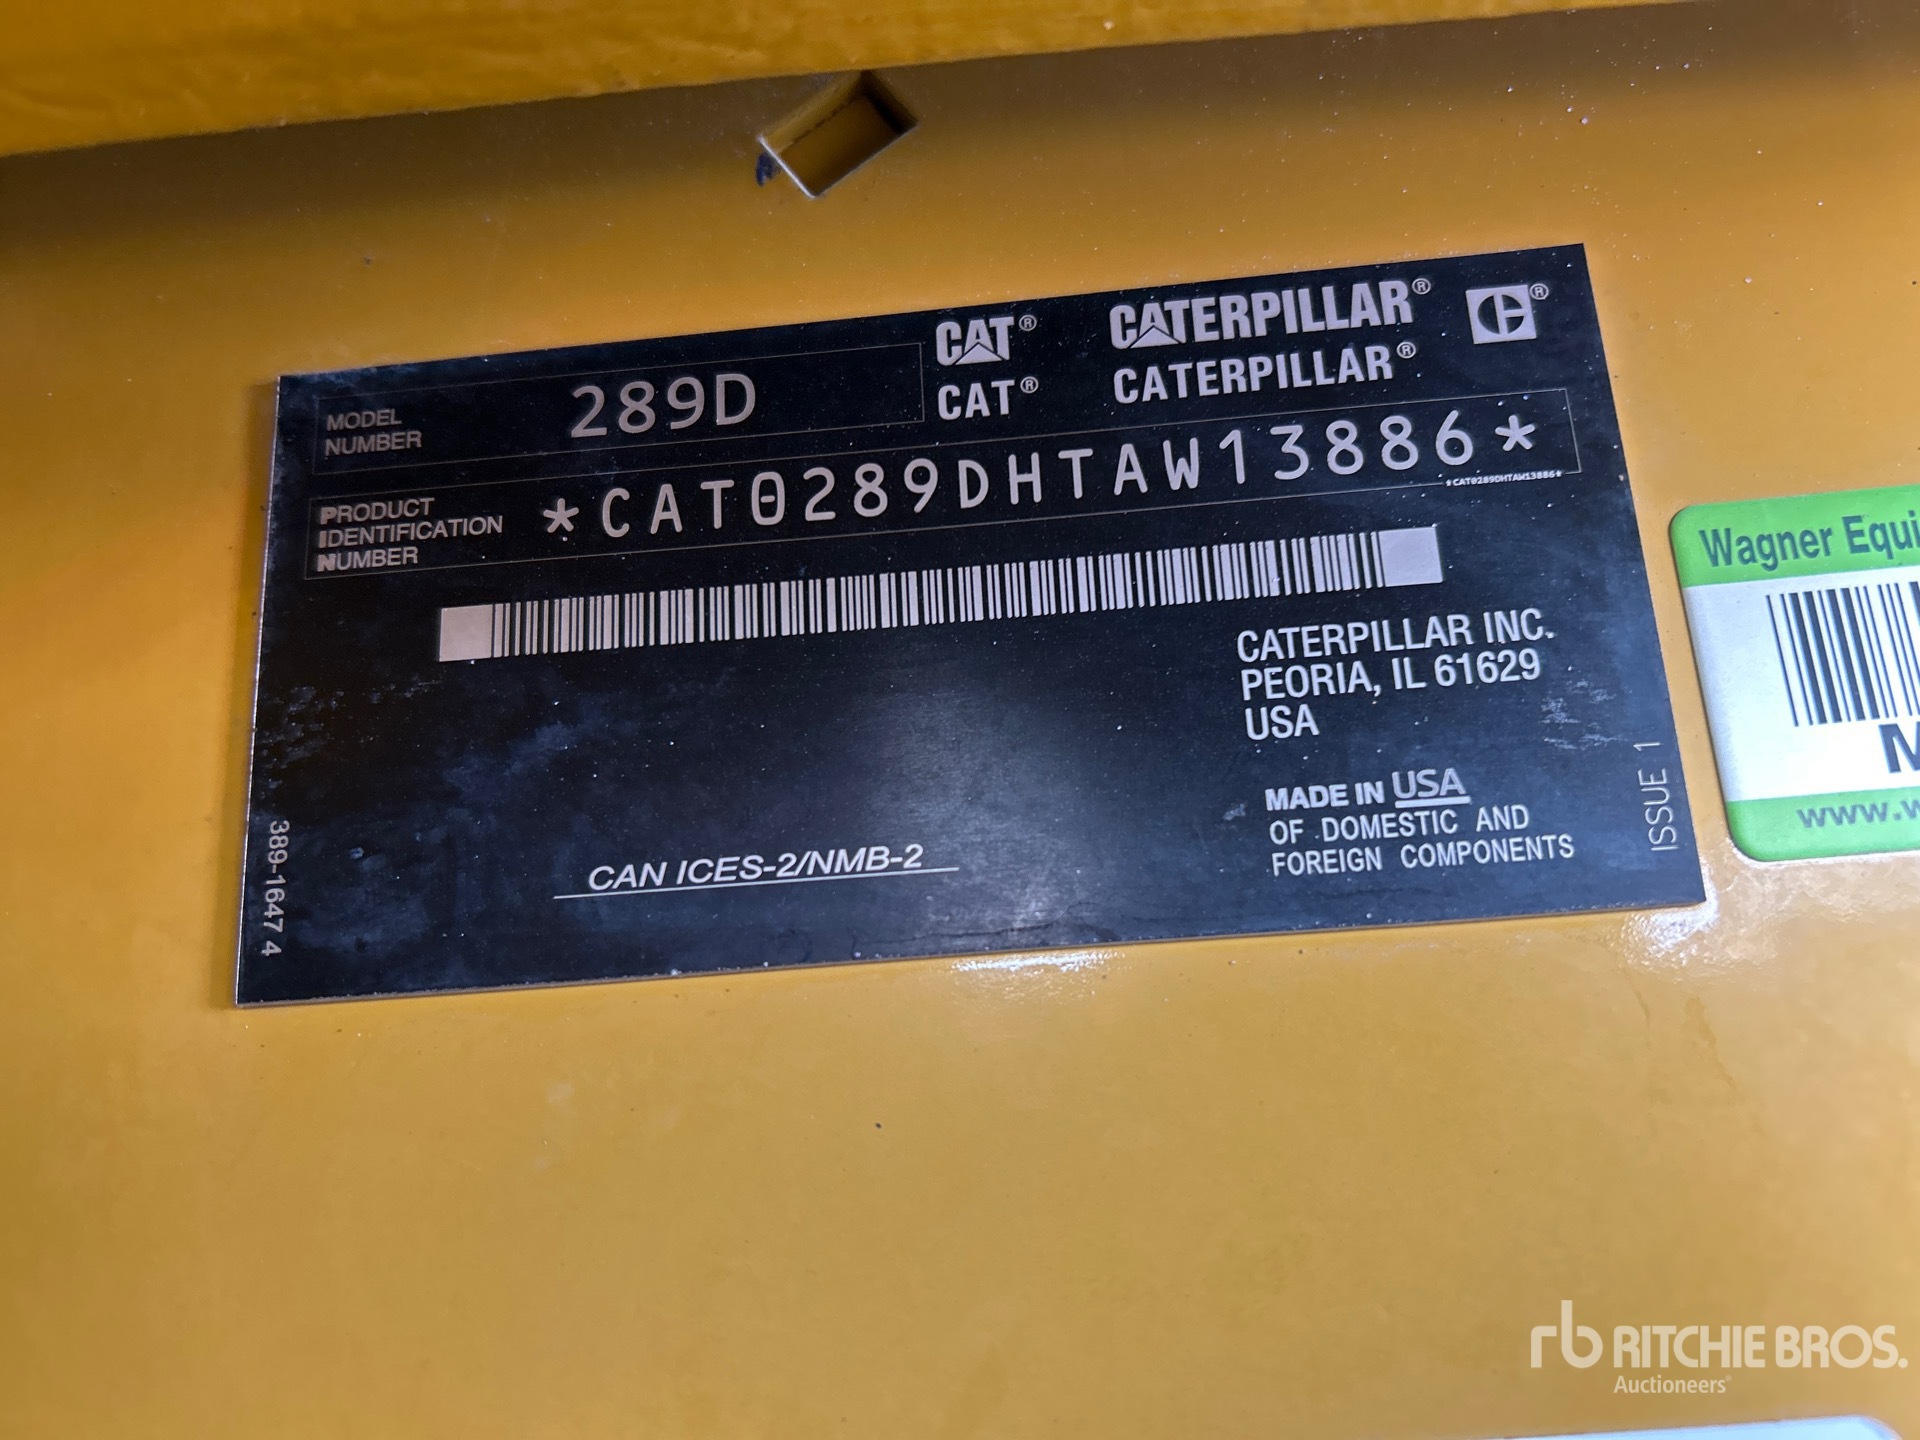 MODEL
NUMBER
289D
CAT®
CAT®
CATERPILLAR®
CATERPILLAR®
®
PRODUCT
IDENTIFICATION
NUMBER
*CAT0289DHTAW13886*
*CAT0289DHTAW13886*
CATERPILLAR INC.
PEORIA, IL 61629
USA
MADE IN USA
OF DOMESTIC AND
FOREIGN COMPONENTS
CAN ICES-2/NMB-2
389-1647 4
ISSUE 1
Wagner Equi
M
www.w
rb RITCHIE BROS.
Auctioneers